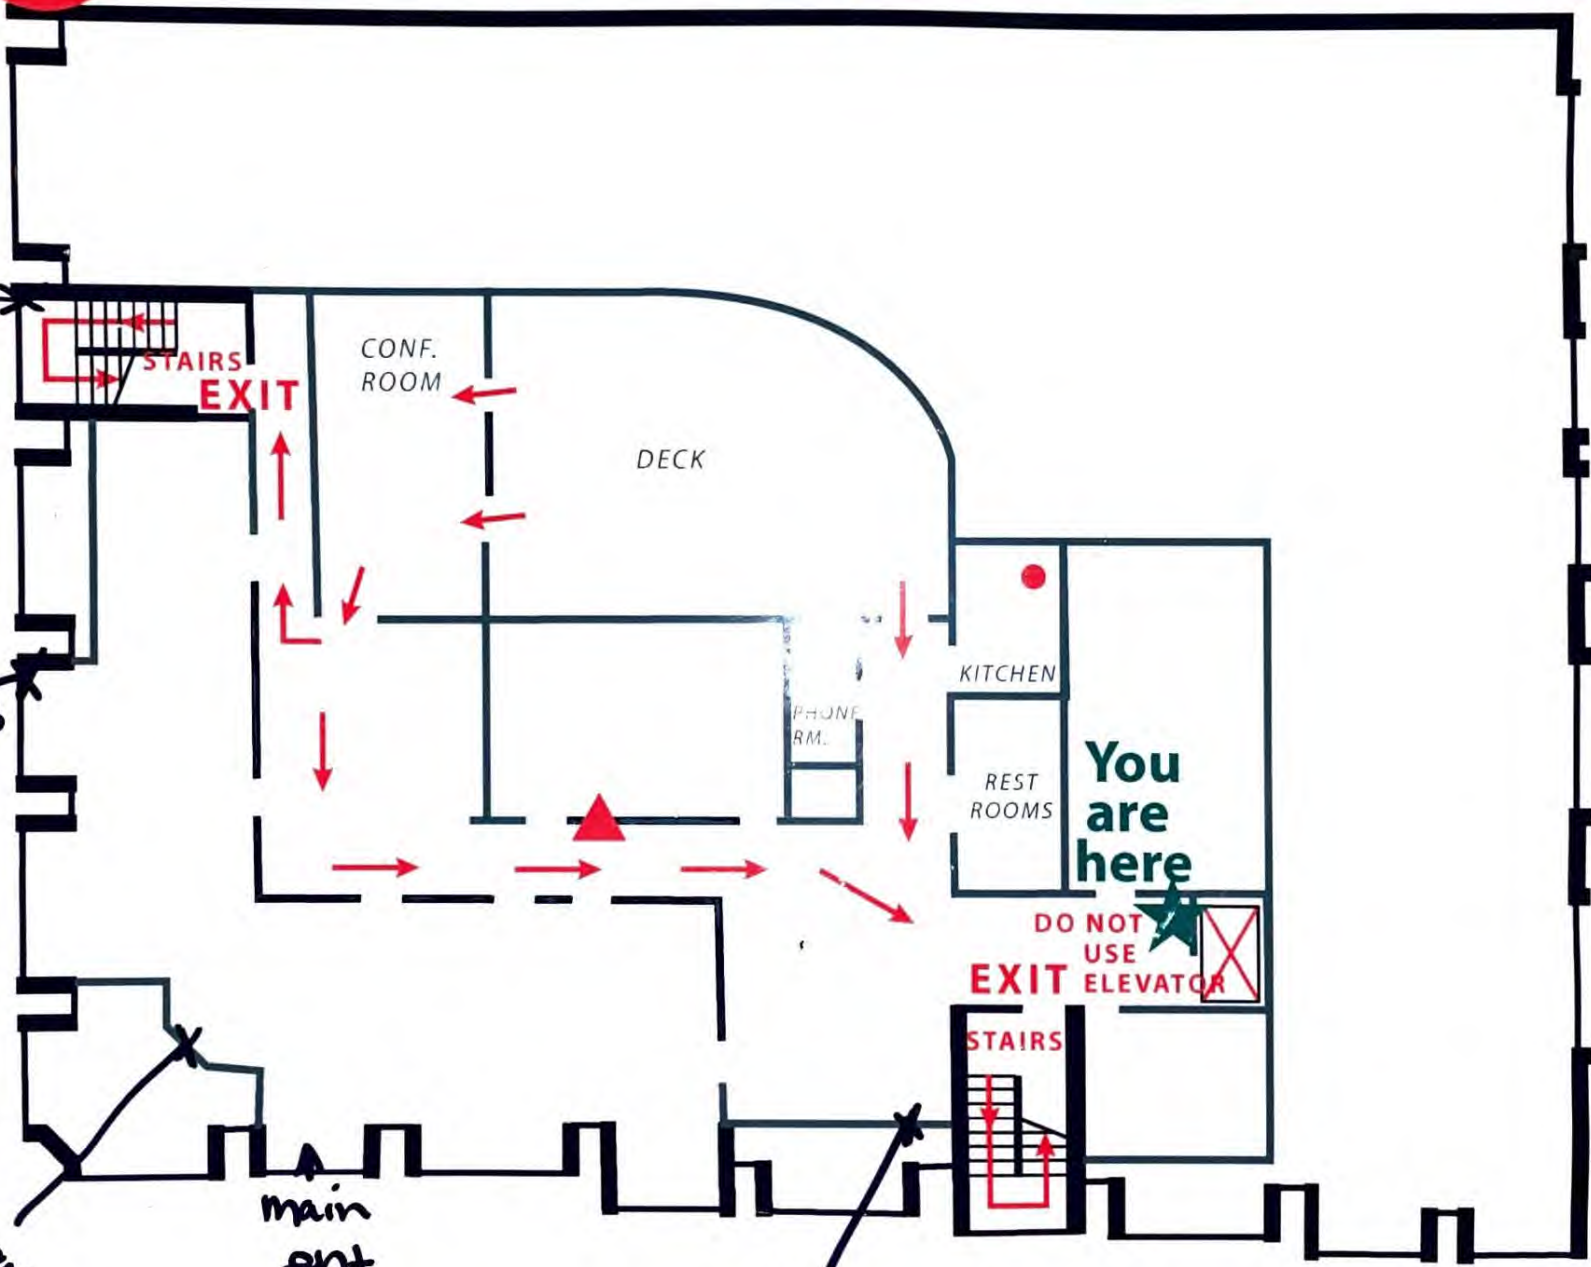 CONF.
ROOM
STAIRS
EXIT
DECK
KITCHEN
PHONE
RM.
REST
ROOMS
You
are
here
DO NOT
USE
ELEVATOR
EXIT
STAIRS
main
ent